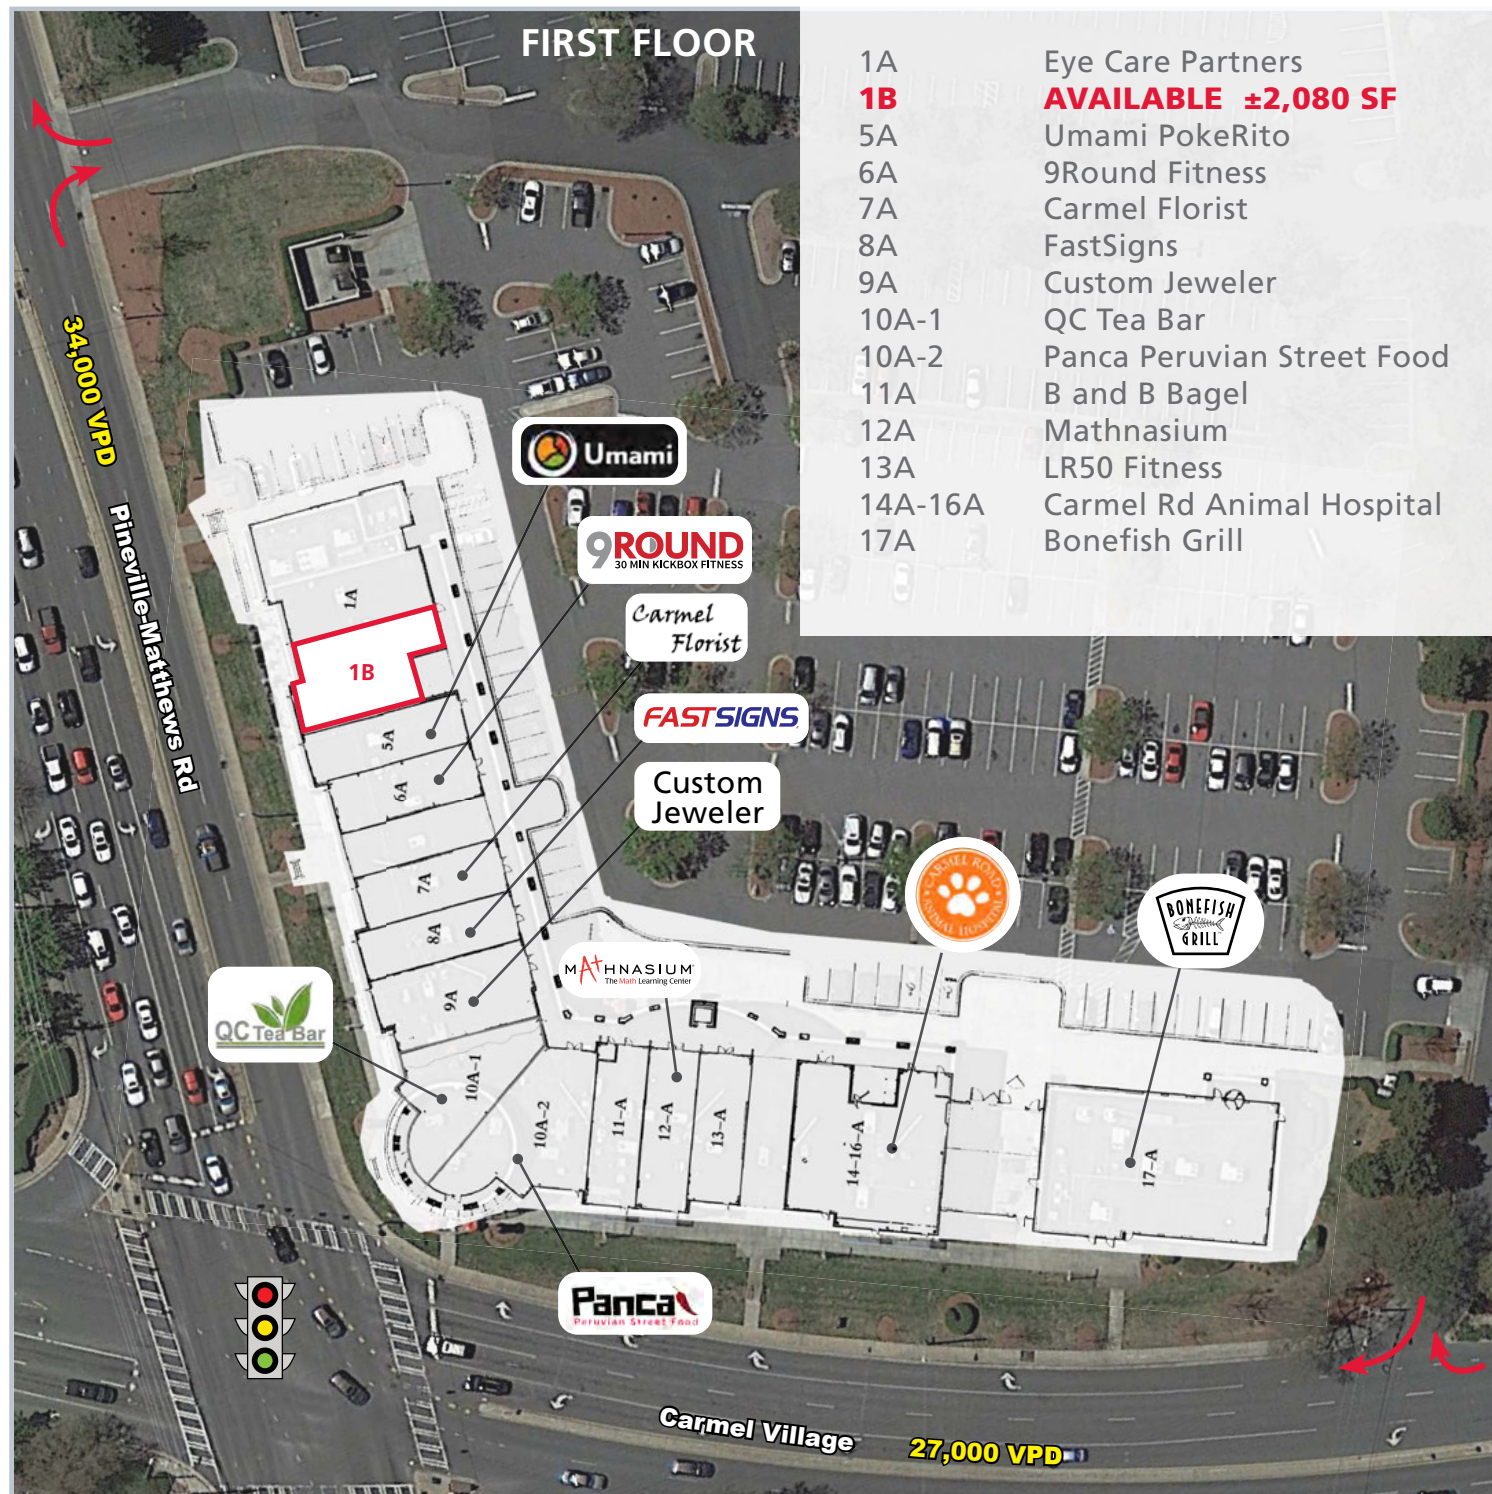 FIRST FLOOR
1A Eye Care Partners
1B AVAILABLE ±2,080 SF
5A Umami PokeRito
6A 9Round Fitness
7A Carmel Florist
8A FastSigns
9A Custom Jeweler
10A-1 QC Tea Bar
10A-2 Panca Peruvian Street Food
11A B and B Bagel
12A Mathnasium
13A LR50 Fitness
14A-16A Carmel Rd Animal Hospital
17A Bonefish Grill
34,000 VPD
Pineville-Matthews Rd
Umami
9ROUND
30 MIN KICKBOX FITNESS
Carmel
Florist
FASTSIGNS
Custom
Jeweler
CARMEL ROAD
ANIMAL HOSPITAL
BONEFISH
GRILL
MATHNASIUM
The Math Learning Center
QC Tea Bar
Panca
Peruvian Street Food
1A
1B
5A
6A
7A
8A
9A
10A-1
10A-2
11-A
12-A
13-A
14-16-A
17-A
Carmel Village
27,000 VPD